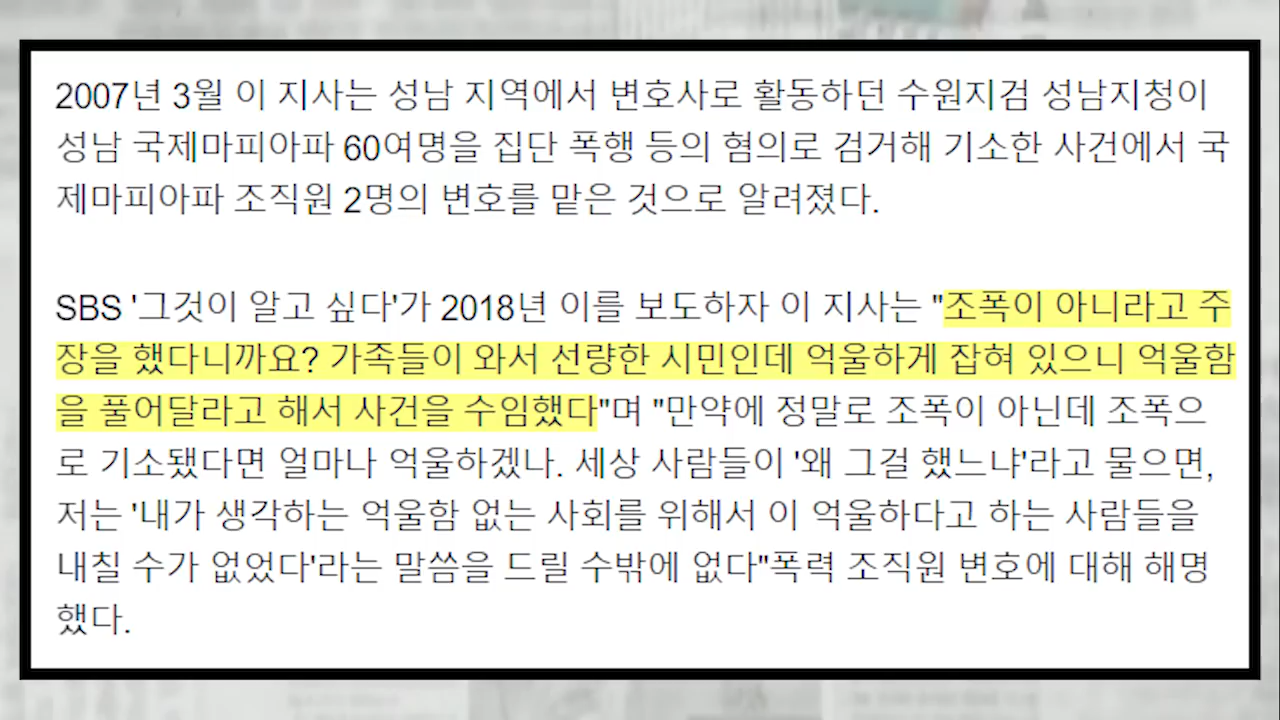 2007년 3월 이 지사는 성남 지역에서 변호사로 활동하던 수원지검 성남지청이
성남 국제마피아파 60여명을 집단 폭행 등의 혐의로 검거해 기소한 사건에서 국
제마피아파 조직원 2명의 변호를 맡은 것으로 알려졌다.
SBS '그것이 알고 싶다'가 2018년 이를 보도하자 이 지사는 "조폭이 아니라고 주
장을 했다니까요? 가족들이 와서 선량한 시민인데 억울하게 잡혀 있으니 억울함
을 풀어달라고 해서 사건을 수임했다"며 "만약에 정말로 조폭이 아닌데 조폭으
로 기소됐다면 얼마나 억울하겠나. 세상 사람들이 '왜 그걸 했느냐'라고 물으면,
저는 '내가 생각하는 억울함 없는 사회를 위해서 이 억울하다고 하는 사람들을
내칠 수가 없었다'라는 말씀을 드릴 수밖에 없다"폭력 조직원 변호에 대해 해명
했다.